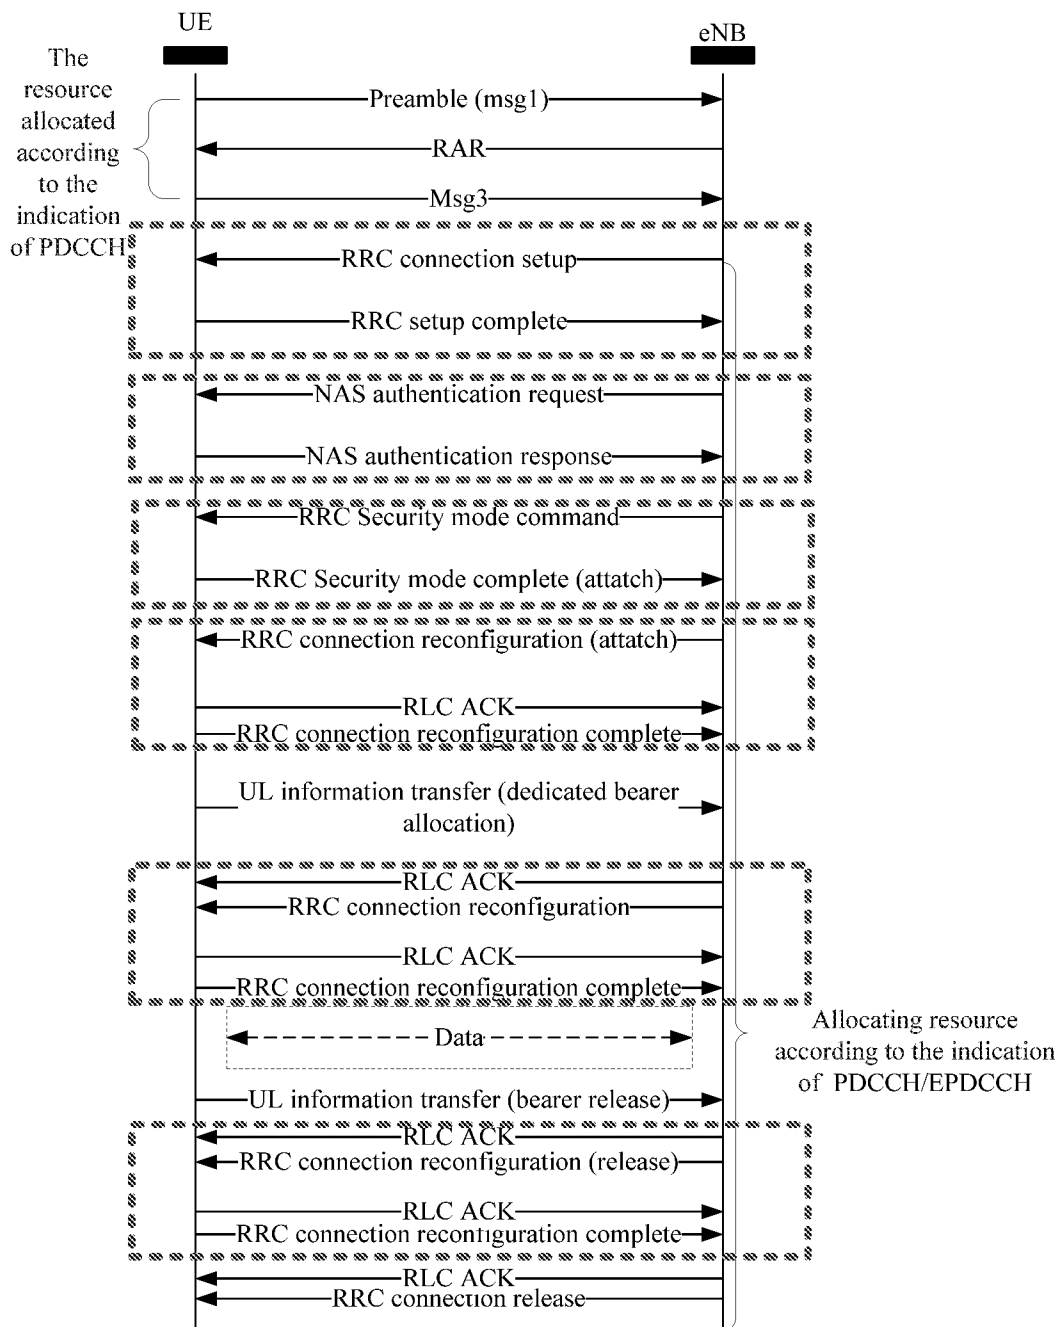 UE
eNB
The
resource
allocated
according
to the
indication
of PDCCH
Preamble (msg1)
RAR
Msg3
RRC connection setup
RRC setup complete
NAS authentication request
NAS authentication response
RRC Security mode command
RRC Security mode complete (attatch)
RRC connection reconfiguration (attatch)
RLC ACK
RRC connection reconfiguration complete
UL information transfer (dedicated bearer
allocation)
RLC ACK
RRC connection reconfiguration
RLC ACK
RRC connection reconfiguration complete
Data
Allocating resource
according to the indication
of PDCCH/EPDCCH
UL information transfer (bearer release)
RLC ACK
RRC connection reconfiguration (release)
RLC ACK
RRC connection reconfiguration complete
RLC ACK
RRC connection release